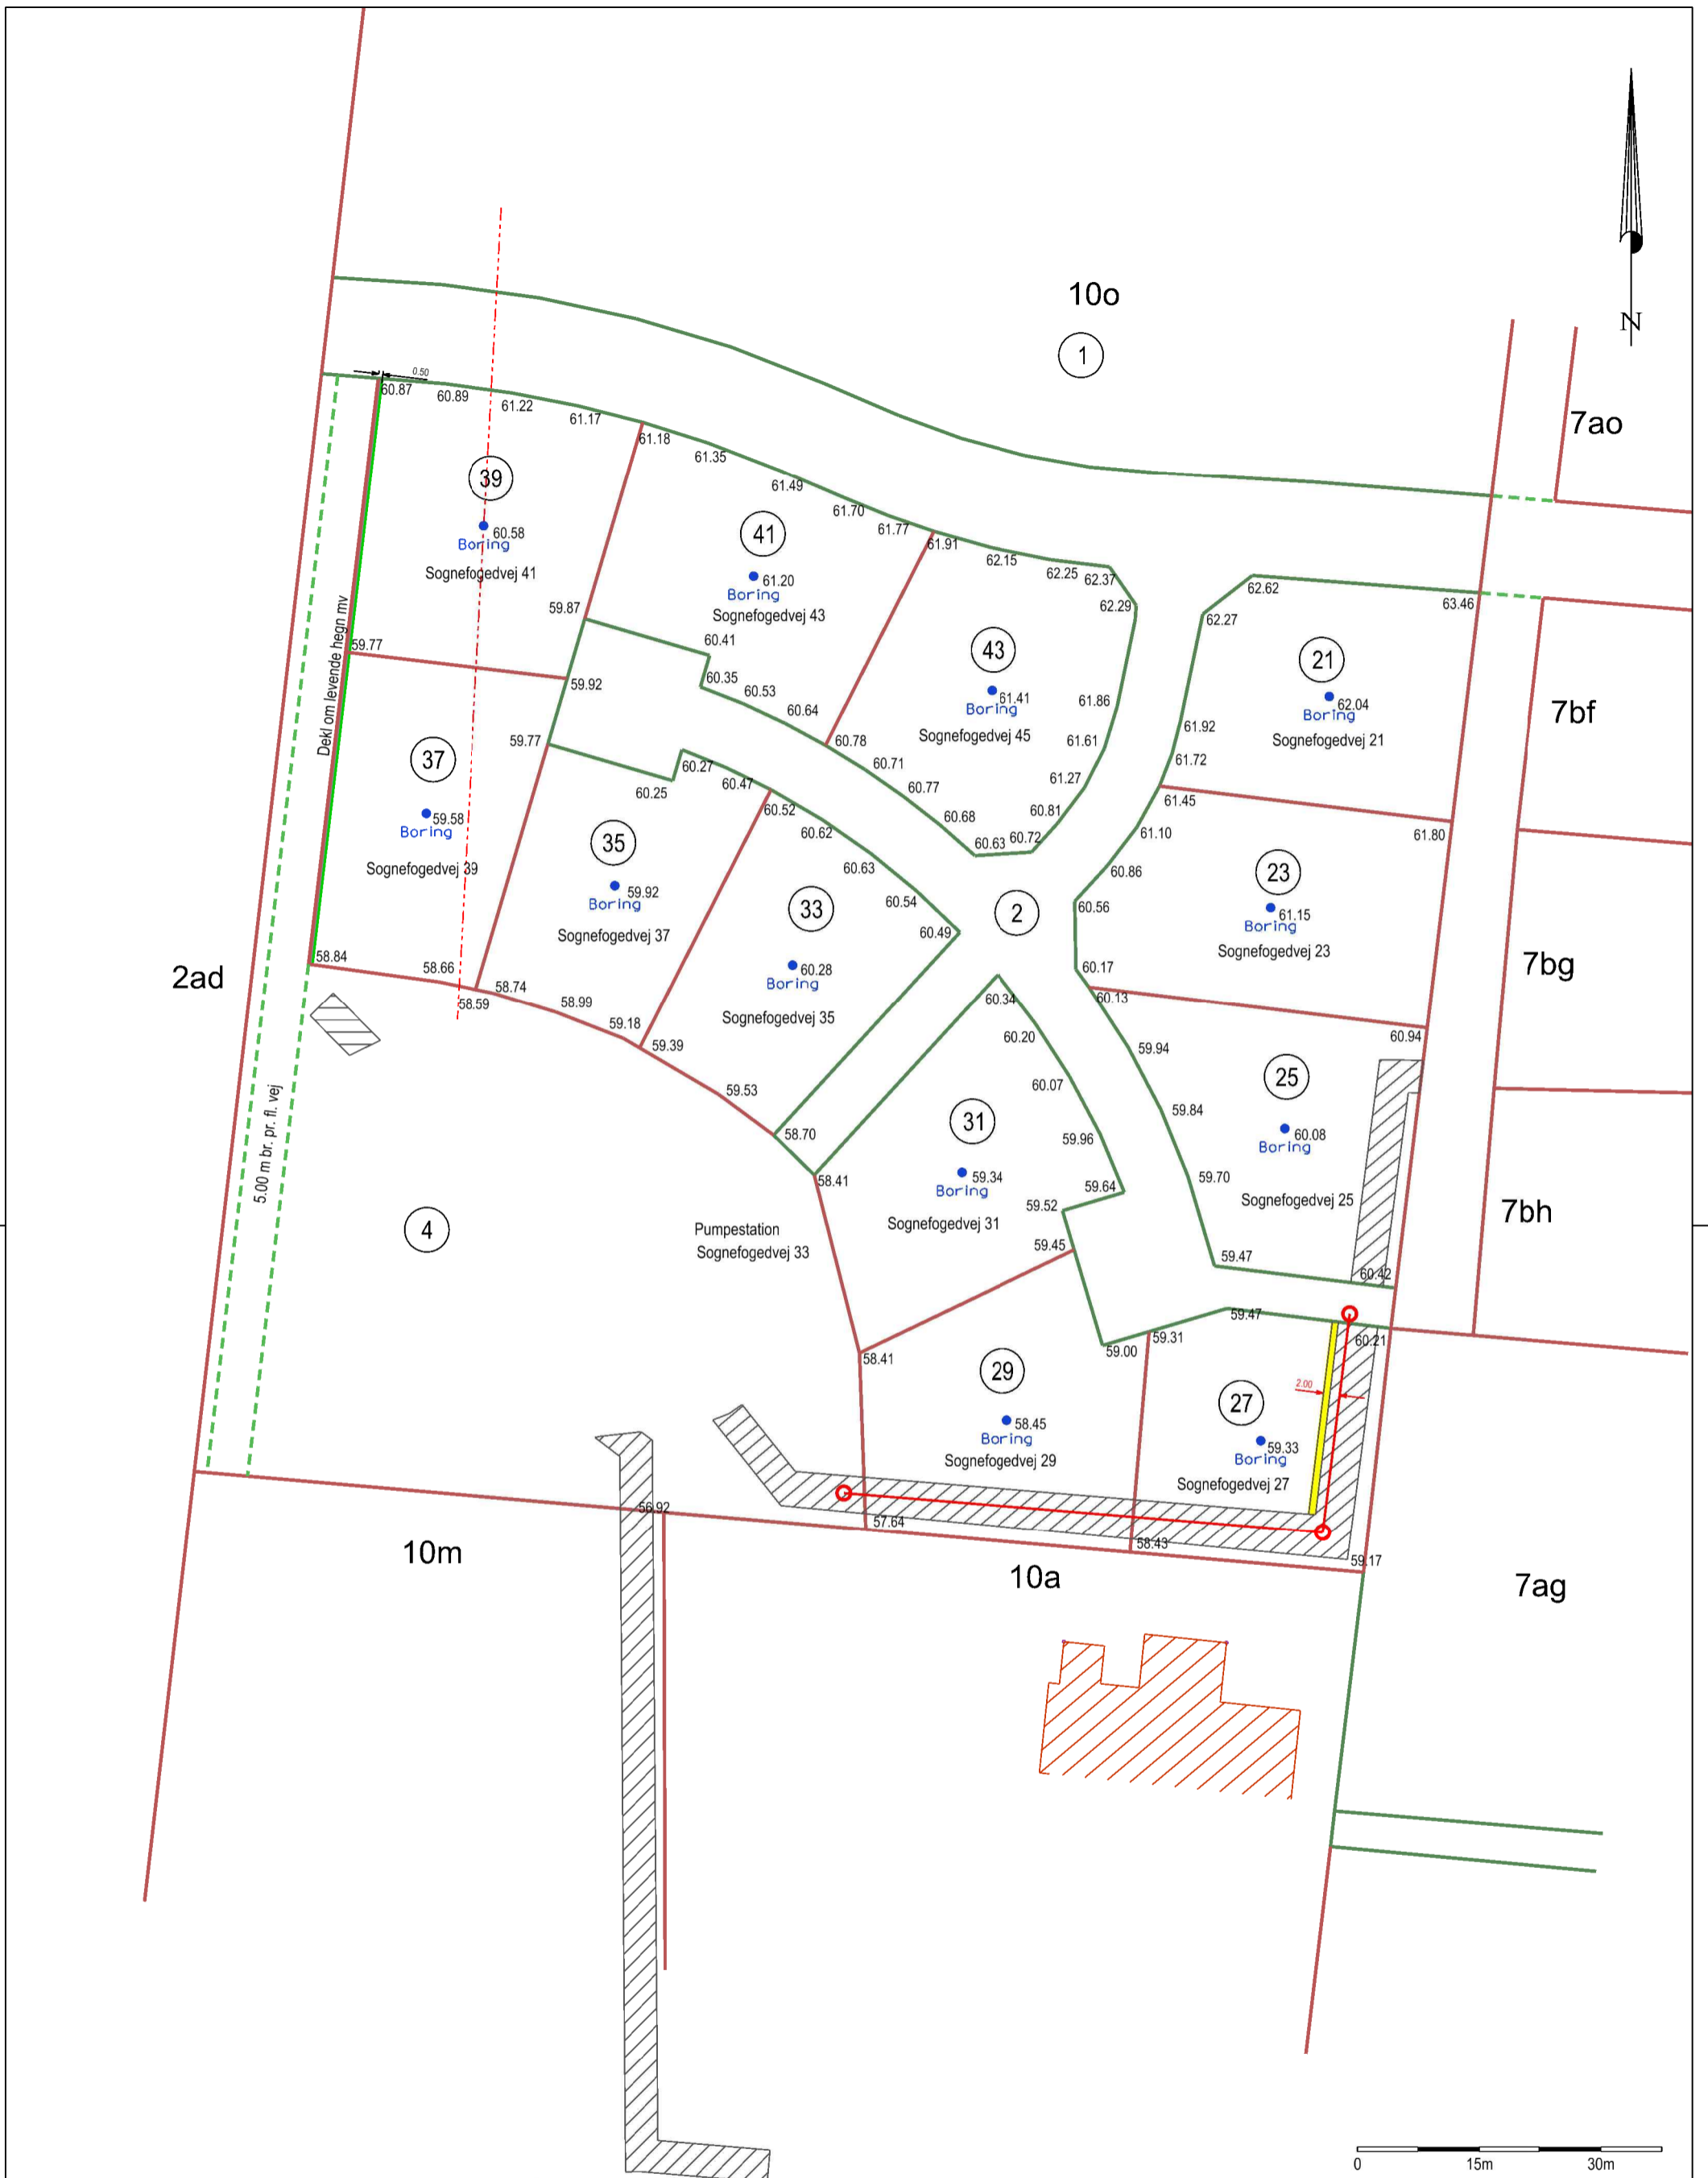 10o
1
N
7ao
0.50
60.87
60.89
61.22
61.17
61.18
61.35
61.49
61.70
61.77
61.91
62.15
62.25
62.37
62.29
62.62
62.27
63.46
39
60.58
Boring
Sognefogedvej 41
41
61.20
Boring
Sognefogedvej 43
43
61.41
Boring
Sognefogedvej 45
21
62.04
Boring
Sognefogedvej 21
7bf
Dekl om levende hegn mv
59.87
60.41
60.35
60.53
60.64
60.78
60.71
60.77
60.68
60.63
60.72
60.81
61.27
61.61
61.86
61.92
61.72
61.45
61.10
60.86
60.56
61.80
59.77
59.92
59.77
60.27
60.25
60.47
60.52
60.62
60.63
60.54
60.49
37
59.58
Boring
Sognefogedvej 39
35
59.92
Boring
Sognefogedvej 37
33
60.28
Boring
Sognefogedvej 35
2
23
61.15
Boring
Sognefogedvej 23
7bg
2ad
58.84
58.66
58.59
58.74
58.99
59.18
59.39
59.53
58.70
58.41
60.34
60.20
60.07
59.96
59.64
59.52
59.45
60.17
60.13
59.94
59.84
59.70
59.47
60.94
60.42
25
60.08
Boring
Sognefogedvej 25
31
59.34
Boring
Sognefogedvej 31
7bh
5.00 m br. pr. fl. vej
4
Pumpestation
Sognefogedvej 33
58.41
59.00
59.31
59.47
60.21
29
58.45
Boring
Sognefogedvej 29
27
59.33
Boring
Sognefogedvej 27
2.00
56.92
57.64
58.43
59.17
10m
10a
7ag
0
15m
30m